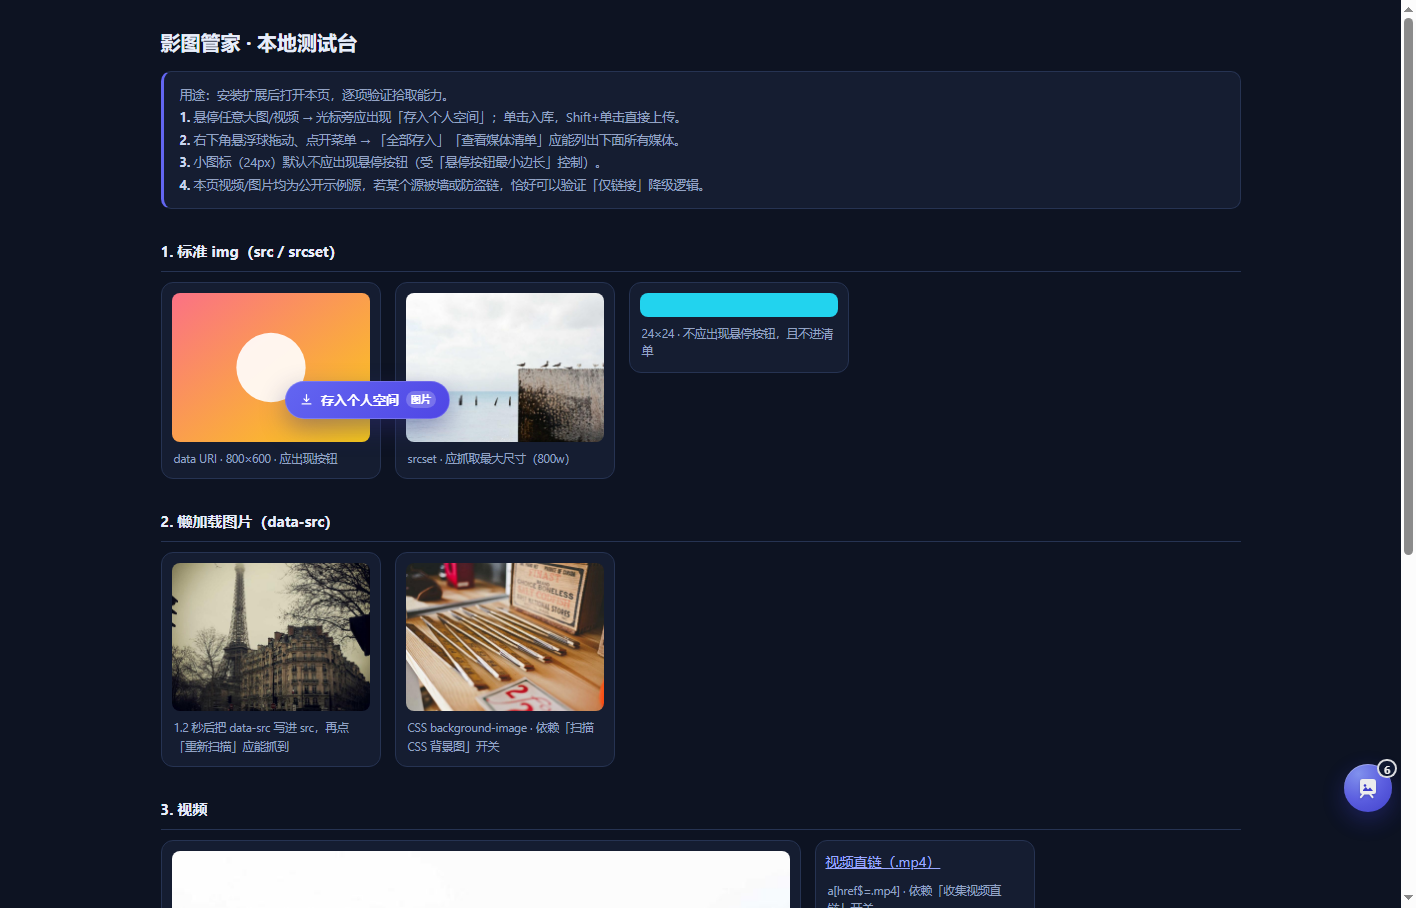 影图管家 · 本地测试台
用途：安装扩展后打开本页，逐项验证拾取能力。
1. 悬停任意大图/视频 → 光标旁应出现「存入个人空间」；单击入库，Shift+单击直接上传。
2. 右下角悬浮球拖动、点开菜单 → 「全部存入」「查看媒体清单」应能列出下面所有媒体。
3. 小图标（24px）默认不应出现悬停按钮（受「悬停按钮最小边长」控制）。
4. 本页视频/图片均为公开示例源，若某个源被墙或防盗链，恰好可以验证「仅链接」降级逻辑。
1. 标准 img（src / srcset）
存入个人空间 图片
data URI · 800×600 · 应出现按钮
srcset · 应抓取最大尺寸（800w）
24×24 · 不应出现悬停按钮，且不进清
单
2. 懒加载图片（data-src）
1.2 秒后把 data-src 写进 src，再点
「重新扫描」应能抓到
CSS background-image · 依赖「扫描
CSS 背景图」开关
6
3. 视频
视频直链（.mp4）
a[href$=.mp4] · 依赖「收集视频直
链」开关